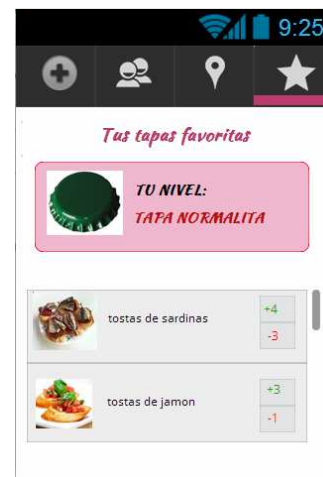 9:25
Tus tapas favoritas
TU NIVEL:
TAPA NORMALITA
tostas de sardinas
+4
-3
tostas de jamon
+3
-1